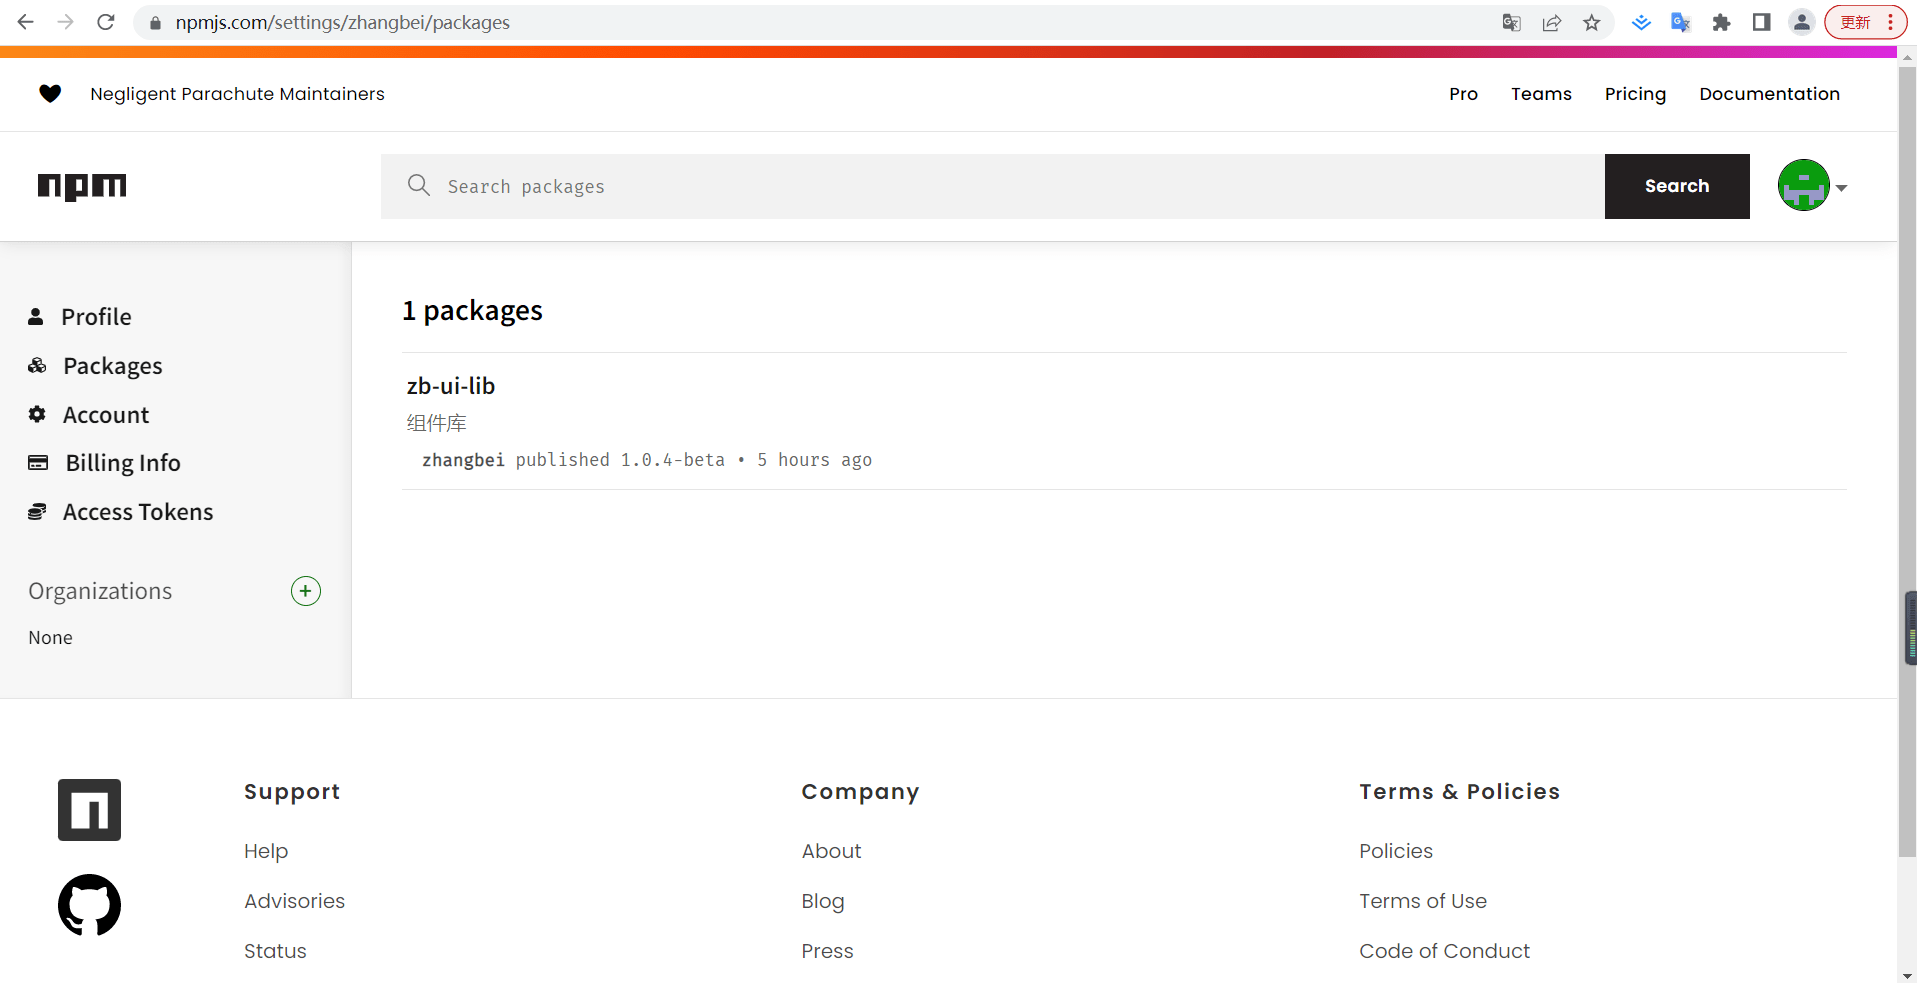 npmjs.com/settings/zhangbei/packages
更新
Negligent Parachute Maintainers
Pro Teams Pricing Documentation
npm
Search packages
Search
Profile
Packages
Account
Billing Info
Access Tokens
Organizations
None
1 packages
zb-ui-lib
组件库
zhangbei published 1.0.4-beta • 5 hours ago
Support
Help
Advisories
Status
Company
About
Blog
Press
Terms & Policies
Policies
Terms of Use
Code of Conduct